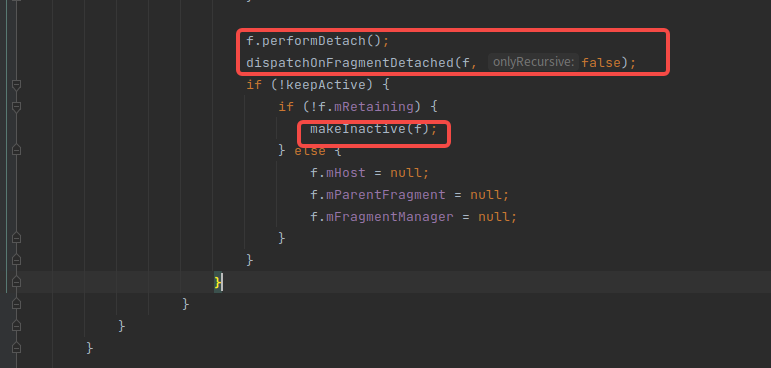 }
f.performDetach();
dispatchOnFragmentDetached(f, onlyRecursive: false);
if (!keepActive) {
if (!f.mRetaining) {
makeInactive(f);
} else {
f.mHost = null;
f.mParentFragment = null;
f.mFragmentManager = null;
}
}
}
}
}
}